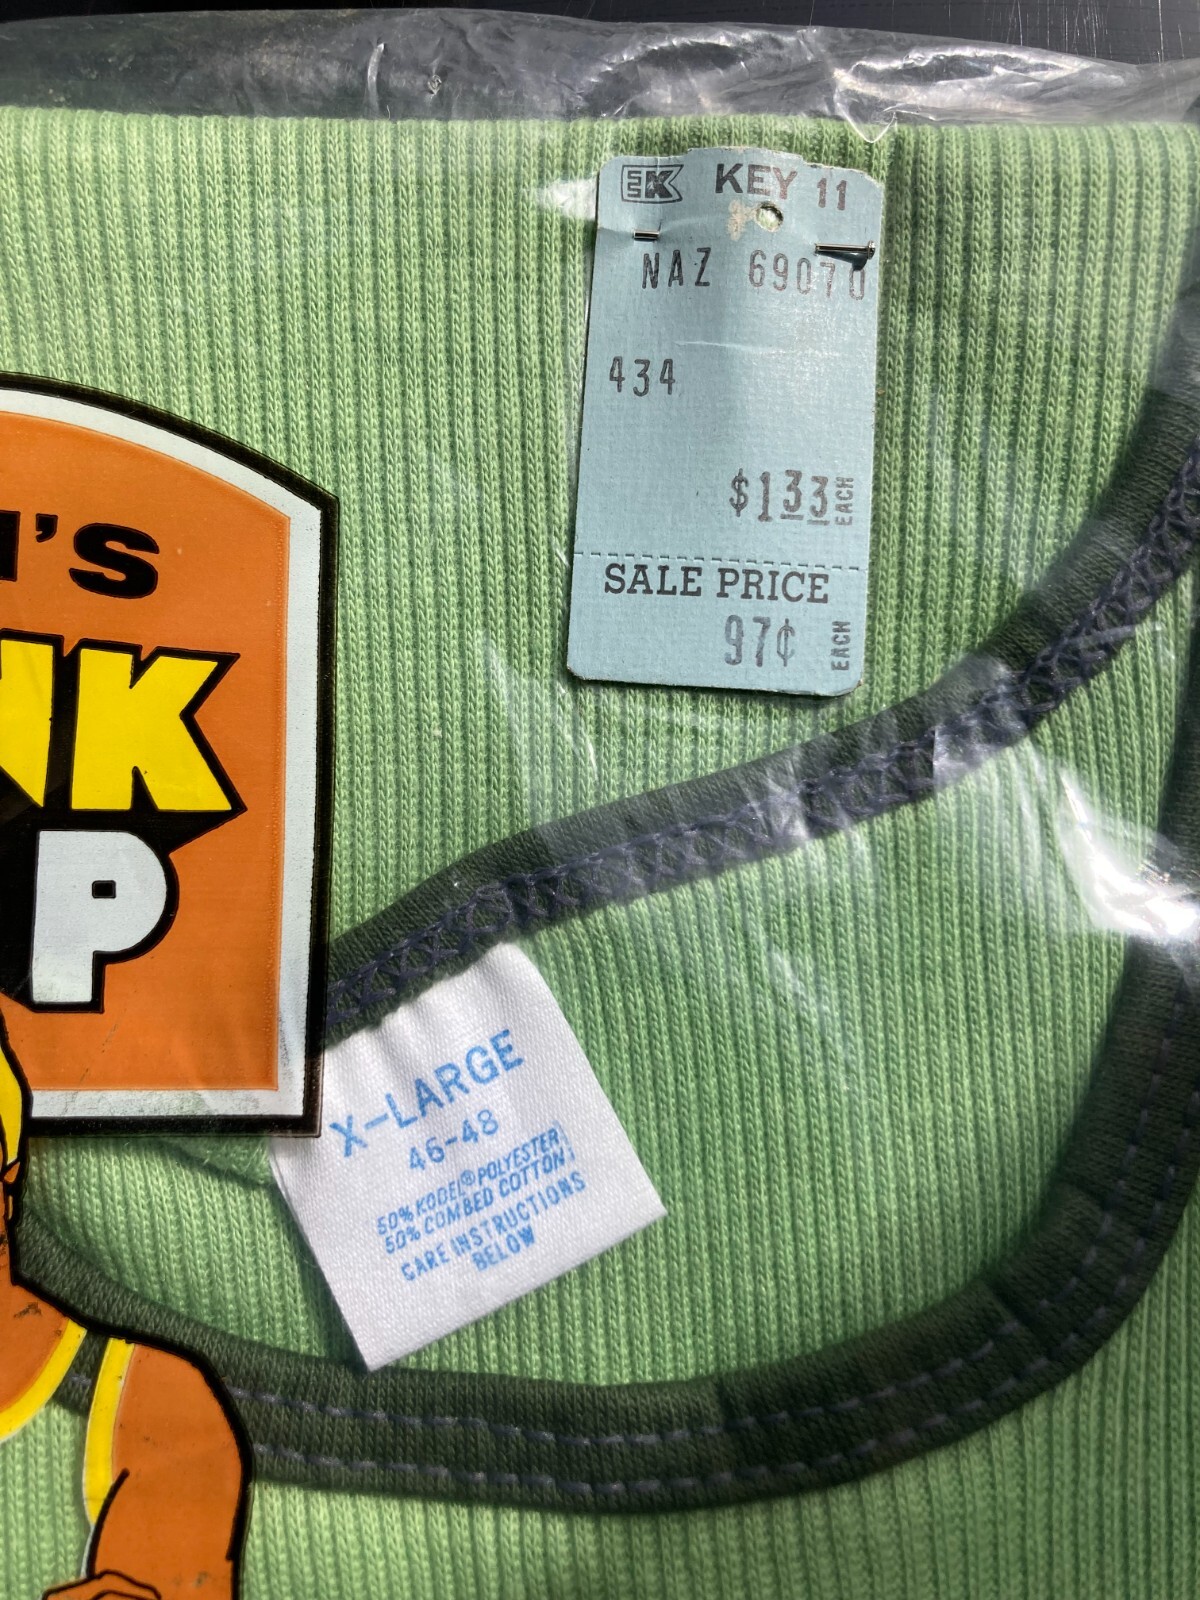 K KEY 11
NAZ 69070
434
$1.33 EACH
SALE PRICE
97¢ EACH
'S
NK
P
X-LARGE
46-48
50% KODEL® POLYESTER
50% COMBED COTTON
CARE INSTRUCTIONS
BELOW